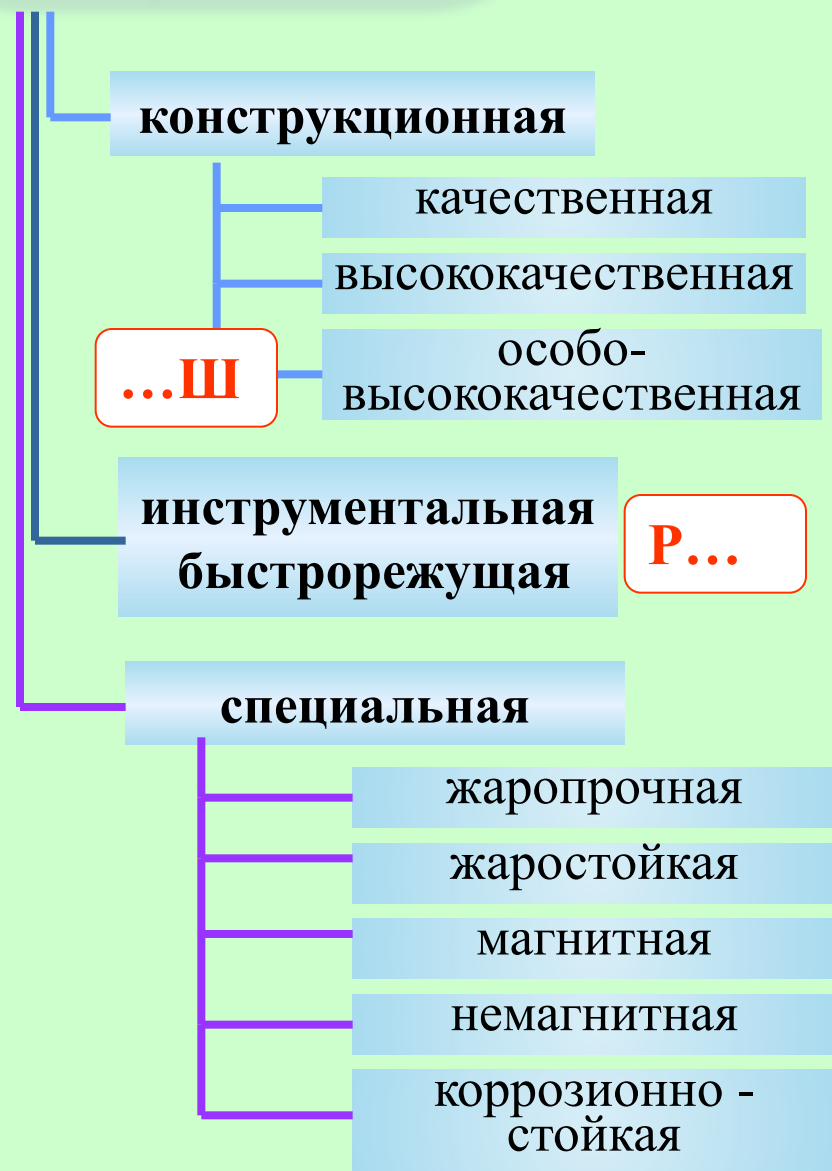 конструкционная
качественная
высококачественная
особо-
высококачественная
...Ш
инструментальная
быстрорежущая
Р...
специальная
жаропрочная
жаростойкая
магнитная
немагнитная
коррозионно -
стойкая